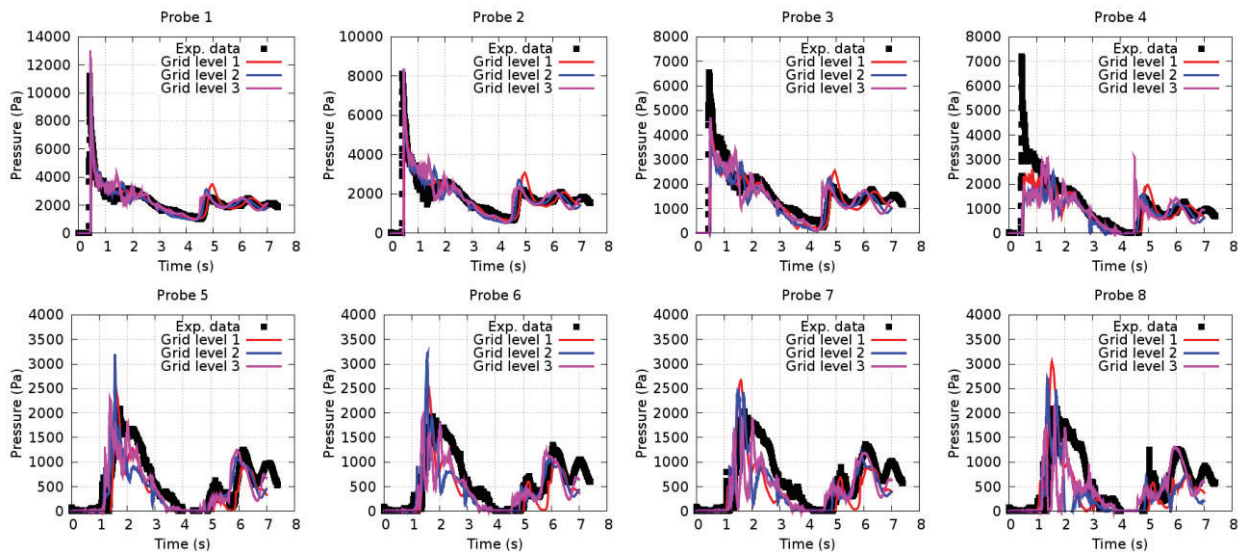 Probe 1
Pressure (Pa)
14000
12000
10000
8000
6000
4000
2000
0
Exp. data
Grid level 1
Grid level 2
Grid level 3
0 1 2 3 4 5 6 7 8
Time (s)
Probe 2
Pressure (Pa)
10000
8000
6000
4000
2000
0
Exp. data
Grid level 1
Grid level 2
Grid level 3
0 1 2 3 4 5 6 7 8
Time (s)
Probe 3
Pressure (Pa)
8000
7000
6000
5000
4000
3000
2000
1000
0
Exp. data
Grid level 1
Grid level 2
Grid level 3
0 1 2 3 4 5 6 7 8
Time (s)
Probe 4
Pressure (Pa)
8000
7000
6000
5000
4000
3000
2000
1000
0
Exp. data
Grid level 1
Grid level 2
Grid level 3
0 1 2 3 4 5 6 7 8
Time (s)
Probe 5
Pressure (Pa)
4000
3500
3000
2500
2000
1500
1000
500
0
Exp. data
Grid level 1
Grid level 2
Grid level 3
0 1 2 3 4 5 6 7 8
Time (s)
Probe 6
Pressure (Pa)
4000
3500
3000
2500
2000
1500
1000
500
0
Exp. data
Grid level 1
Grid level 2
Grid level 3
0 1 2 3 4 5 6 7 8
Time (s)
Probe 7
Pressure (Pa)
4000
3500
3000
2500
2000
1500
1000
500
0
Exp. data
Grid level 1
Grid level 2
Grid level 3
0 1 2 3 4 5 6 7 8
Time (s)
Probe 8
Pressure (Pa)
4000
3500
3000
2500
2000
1500
1000
500
0
Exp. data
Grid level 1
Grid level 2
Grid level 3
0 1 2 3 4 5 6 7 8
Time (s)